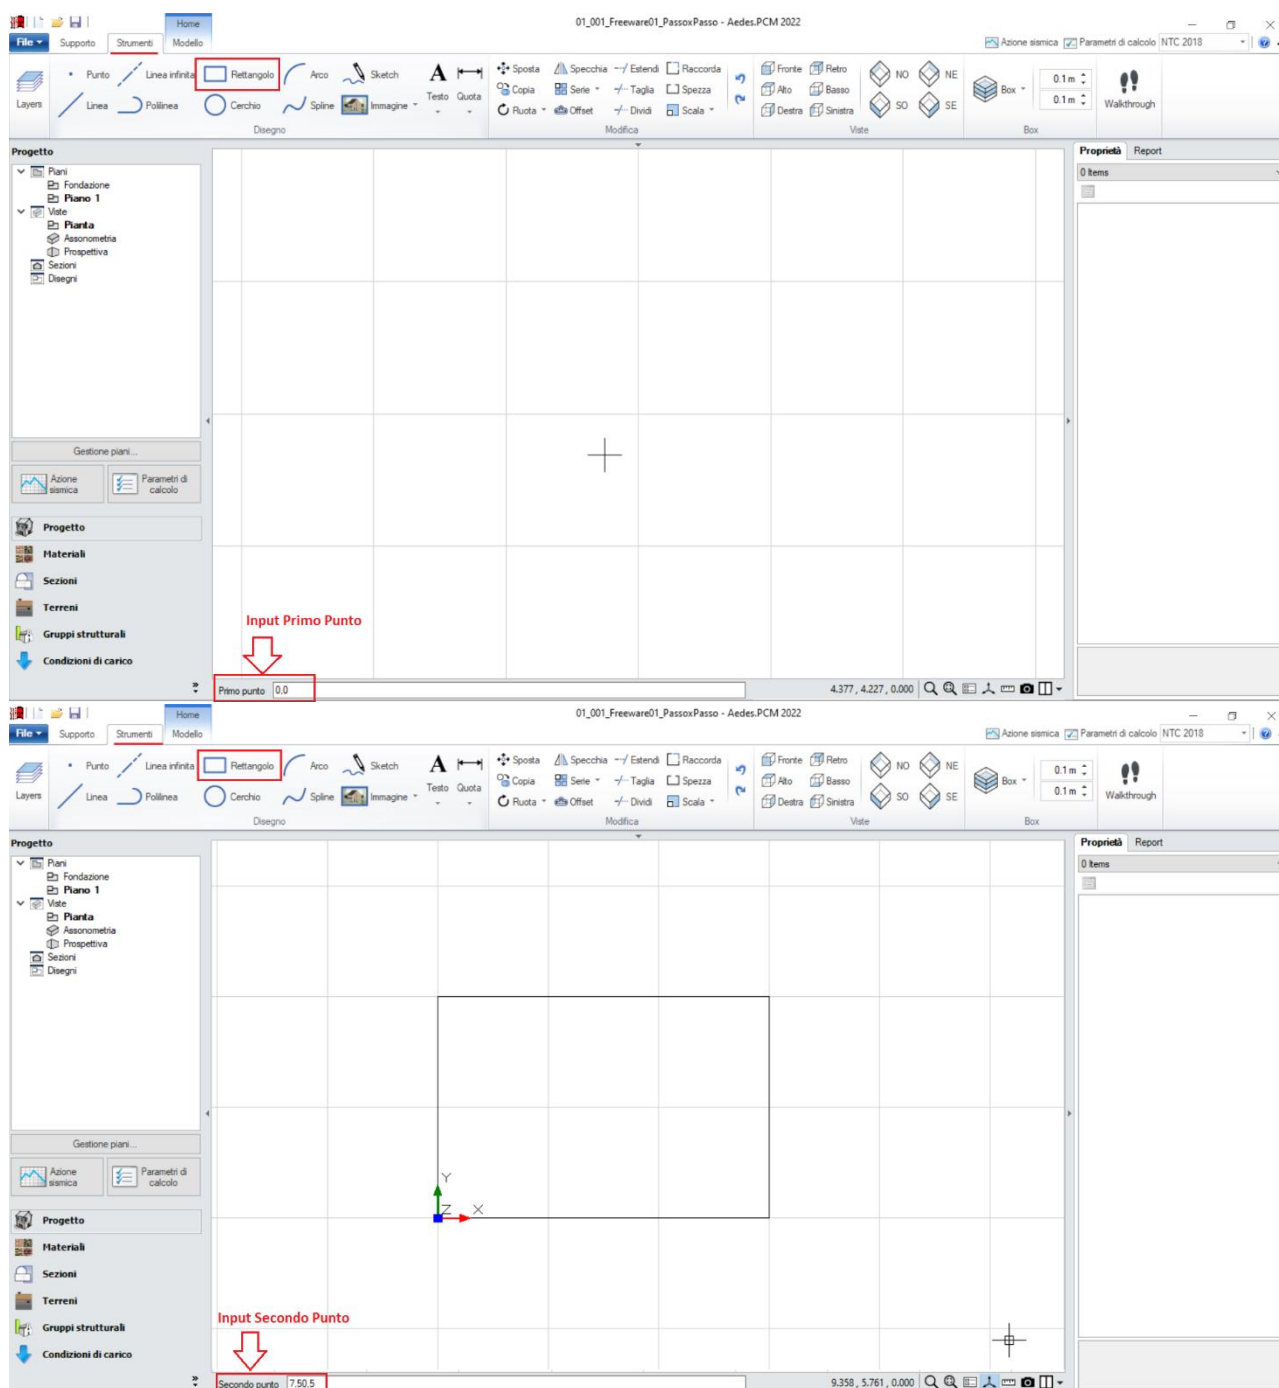 Home
01_001_Freeware01_PassoxPasso - Aedes.PCM 2022
File Supporto Strumenti Modello
Azione sismica Parametri di calcolo NTC 2018
Punto Linea infinita Rettangolo Arco Sketch
Sposta Specchia Estendi Raccorda
Fronte Retro NO NE
0.1 m
Layers
Testo Quota
Copia Serie Taglia Spezza
Alto Basso
Box
Linea Polilinea Cerchio Spline Immagine
0.1 m
Walkthrough
Ruota Offset Dividi Scala
Destra Sinistra SO SE
Disegno Modifica Viste Box
Progetto
Proprietà Report
Piani
0 Items
Fondazione
Piano 1
Viste
Pianta
Assonometria
Prospettiva
Sezioni
Disegni
Gestione piani...
Azione sismica
Parametri di calcolo
Progetto
Materiali
Sezioni
Terreni
Input Primo Punto
Gruppi strutturali
Condizioni di carico
Primo punto 0,0
4.377 , 4.227 , 0.000
Home
01_001_Freeware01_PassoxPasso - Aedes.PCM 2022
File Supporto Strumenti Modello
Azione sismica Parametri di calcolo NTC 2018
Punto Linea infinita Rettangolo Arco Sketch
Sposta Specchia Estendi Raccorda
Fronte Retro NO NE
0.1 m
Layers
Testo Quota
Copia Serie Taglia Spezza
Alto Basso
Box
Linea Polilinea Cerchio Spline Immagine
0.1 m
Walkthrough
Ruota Offset Dividi Scala
Destra Sinistra SO SE
Disegno Modifica Viste Box
Progetto
Proprietà Report
Piani
0 Items
Fondazione
Piano 1
Viste
Pianta
Assonometria
Prospettiva
Sezioni
Disegni
Gestione piani...
Azione sismica
Parametri di calcolo
Y
Z X
Progetto
Materiali
Sezioni
Terreni
Input Secondo Punto
Gruppi strutturali
Condizioni di carico
Secondo punto 7.50,5
9.358 , 5.761 , 0.000